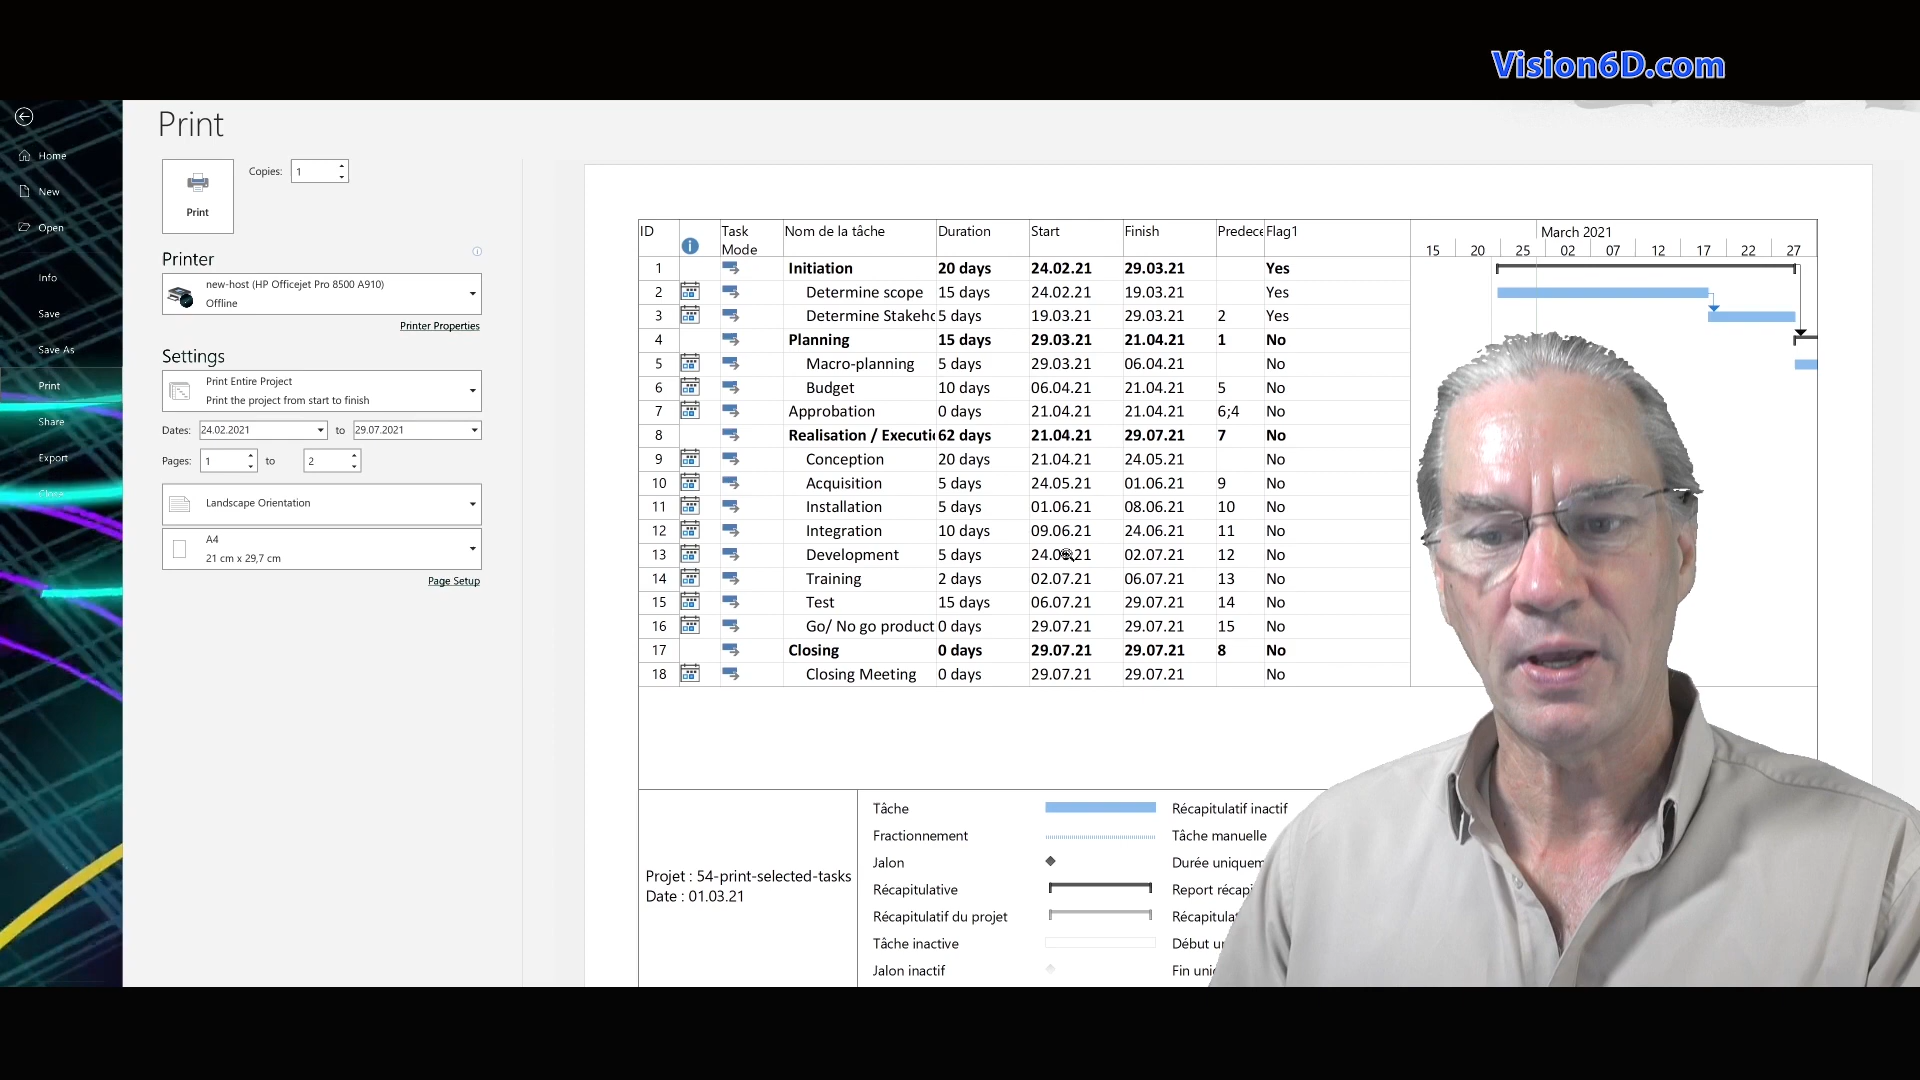 Vision6D.com
Print
Home
New
Open
Info
Save
Save As
Print
Share
Export
Close
Print
Copies: 1
Printer
new-host (HP Officejet Pro 8500 A910)
Offline
Printer Properties
Settings
Print Entire Project
Print the project from start to finish
Dates: 24.02.2021 to 29.07.2021
Pages: 1 to 2
Landscape Orientation
A4
21 cm x 29,7 cm
Page Setup
ID Task Mode Nom de la tâche Duration Start Finish Predece Flag1
March 2021
15 20 25 02 07 12 17 22 27
1 Initiation 20 days 24.02.21 29.03.21 Yes
2 Determine scope 15 days 24.02.21 19.03.21 Yes
3 Determine Stakeho 5 days 19.03.21 29.03.21 2 Yes
4 Planning 15 days 29.03.21 21.04.21 1 No
5 Macro-planning 5 days 29.03.21 06.04.21 No
6 Budget 10 days 06.04.21 21.04.21 5 No
7 Approbation 0 days 21.04.21 21.04.21 6;4 No
8 Realisation / Executi 62 days 21.04.21 29.07.21 7 No
9 Conception 20 days 21.04.21 24.05.21 No
10 Acquisition 5 days 24.05.21 01.06.21 9 No
11 Installation 5 days 01.06.21 08.06.21 10 No
12 Integration 10 days 09.06.21 24.06.21 11 No
13 Development 5 days 24.06.21 02.07.21 12 No
14 Training 2 days 02.07.21 06.07.21 13 No
15 Test 15 days 06.07.21 29.07.21 14 No
16 Go/ No go product 0 days 29.07.21 29.07.21 15 No
17 Closing 0 days 29.07.21 29.07.21 8 No
18 Closing Meeting 0 days 29.07.21 29.07.21 No
Projet : 54-print-selected-tasks
Date : 01.03.21
Tâche
Fractionnement
Jalon
Récapitulative
Récapitulatif du projet
Tâche inactive
Jalon inactif
Récapitulatif inactif
Tâche manuelle
Durée uniquem
Report récapi
Récapitula
Début u
Fin uni